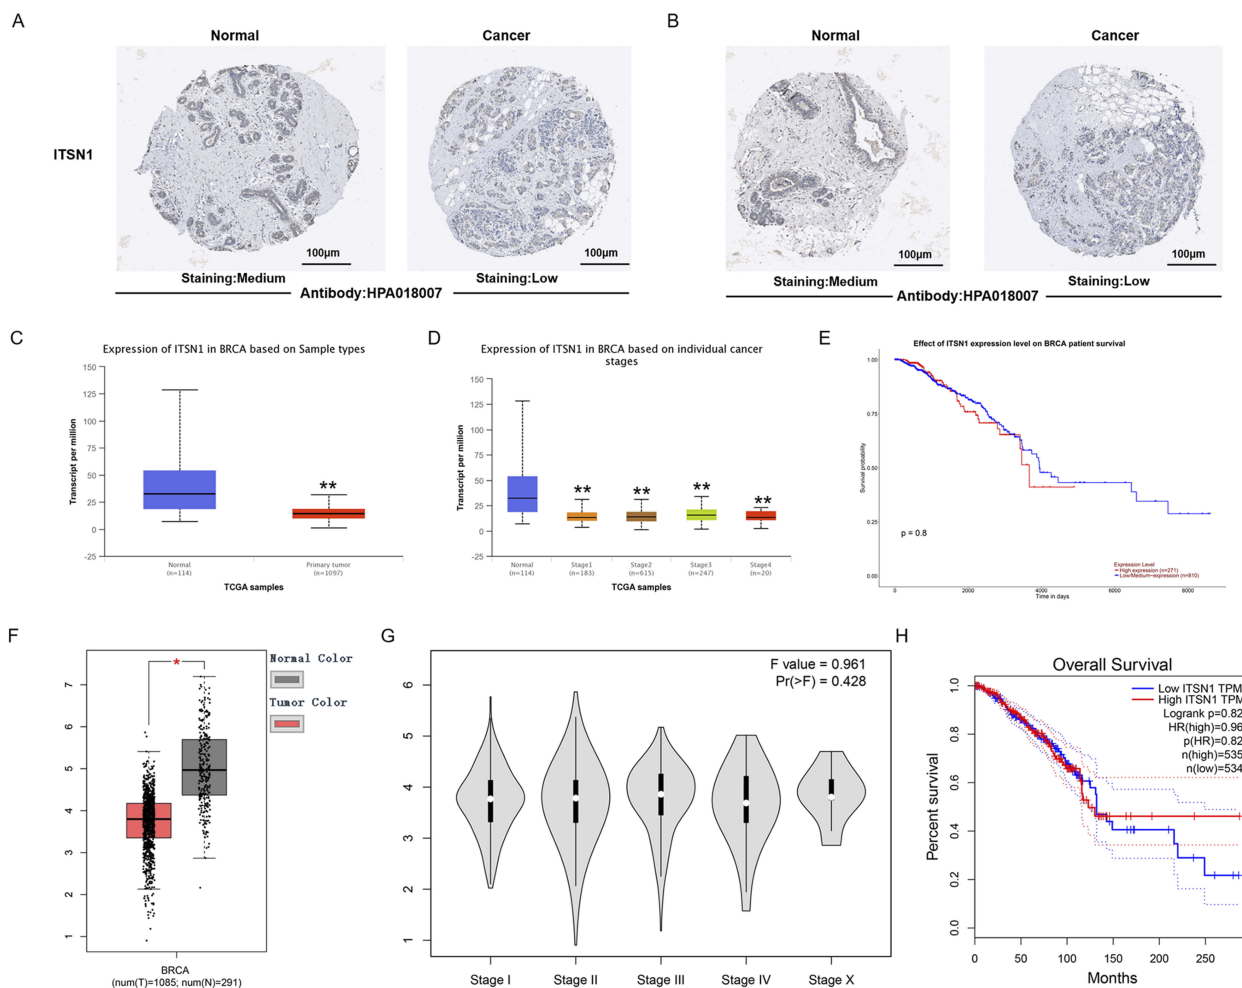 A
Normal
Cancer
ITSN1
100µm
100µm
Staining:Medium
Staining:Low
Antibody:HPA018007
B
Normal
Cancer
100µm
100µm
Staining:Medium
Staining:Low
Antibody:HPA018007
C
Expression of ITSN1 in BRCA based on Sample types
Transcript per million
150
125
100
75
50
25
0
-25
**
Normal
(n=114)
Primary tumor
(n=1097)
TCGA samples
D
Expression of ITSN1 in BRCA based on individual cancer
stages
Transcript per million
150
125
100
75
50
25
0
-25
**
**
**
**
Normal
(n=114)
Stage1
(n=183)
Stage2
(n=615)
Stage3
(n=247)
Stage4
(n=20)
TCGA samples
E
Effect of ITSN1 expression level on BRCA patient survival
Survival probability
1.00
0.75
0.50
0.25
0.00
p = 0.8
Expression Level
High expression (n=271)
Low/Medium-expression (n=810)
0
2000
4000
6000
8000
Time in days
F
Normal Color
Tumor Color
*
7
6
5
4
3
2
1
BRCA
(num(T)=1085; num(N)=291)
G
F value = 0.961
Pr(>F) = 0.428
6
5
4
3
2
1
Stage I
Stage II
Stage III
Stage IV
Stage X
H
Overall Survival
Low ITSN1 TPM
High ITSN1 TPM
Logrank p=0.82
HR(high)=0.96
p(HR)=0.82
n(high)=535
n(low)=534
Percent survival
1.0
0.8
0.6
0.4
0.2
0.0
0
50
100
150
200
250
Months